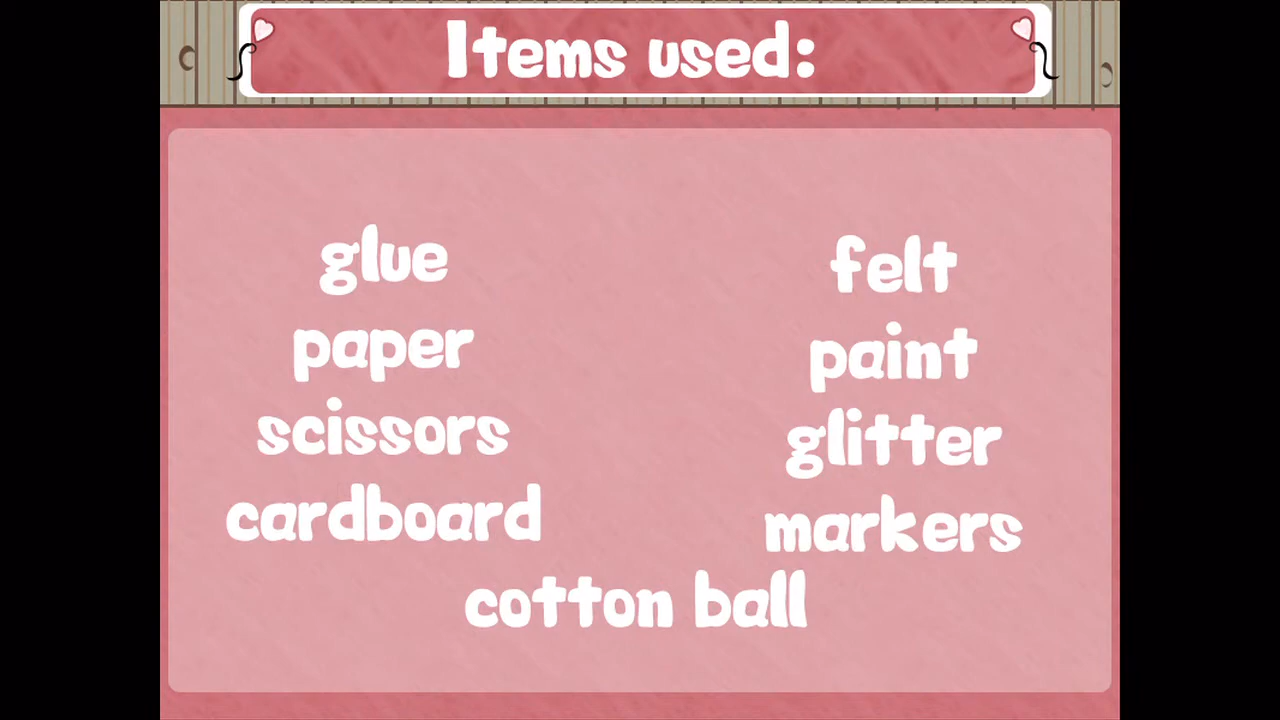 Items used:
glue
paper
scissors
cardboard
felt
paint
glitter
markers
cotton ball